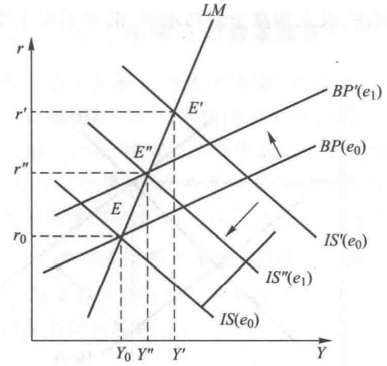 LM
r
r'
E'
BP'(e₁)
BP(e₀)
r''
E''
E
r₀
IS'(e₀)
IS''(e₁)
IS(e₀)
Y₀ Y'' Y' Y